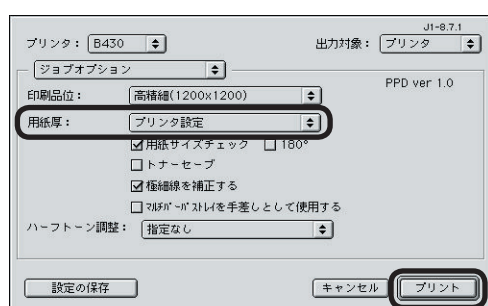 J1-8.7.1
プリンタ： B430 出力対象： プリンタ
ジョブオプション
PPD ver 1.0
印刷品位： 高精細(1200x1200)
用紙厚： プリンタ設定
用紙サイズチェック 180°
トナーセーブ
極細線を補正する
ﾏﾙﾁﾊﾟｰﾊﾟｽﾄﾚｲを手差しとして使用する
ハーフトーン調整： 指定なし
設定の保存 キャンセル プリント